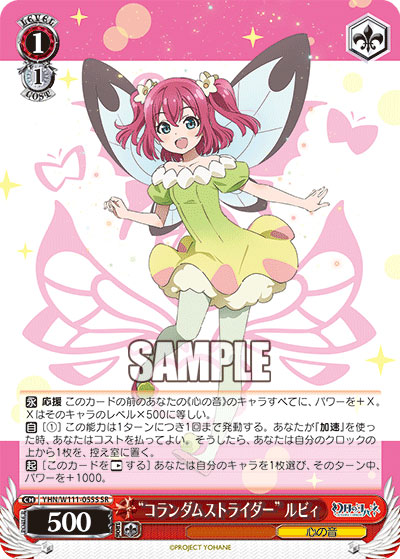 LEVEL
1
1
COST
SAMPLE
永 応援 このカードの前のあなたの《心の音》のキャラすべてに、パワーを＋X。
Xはそのキャラのレベル×500に等しい。
自 [①] この能力は1ターンにつき1回まで発動する。あなたが「加速」を使っ
た時、あなたはコストを払ってよい。そうしたら、あなたは自分のクロックの
上から1枚を、控え室に置く。
起 [このカードを する] あなたは自分のキャラを1枚選び、そのターン中、
パワーを＋1000。
CH YHN/W111-055SSR
500
“コランダムストライダー” ルビィ
心の音
©PROJECT YOHANE